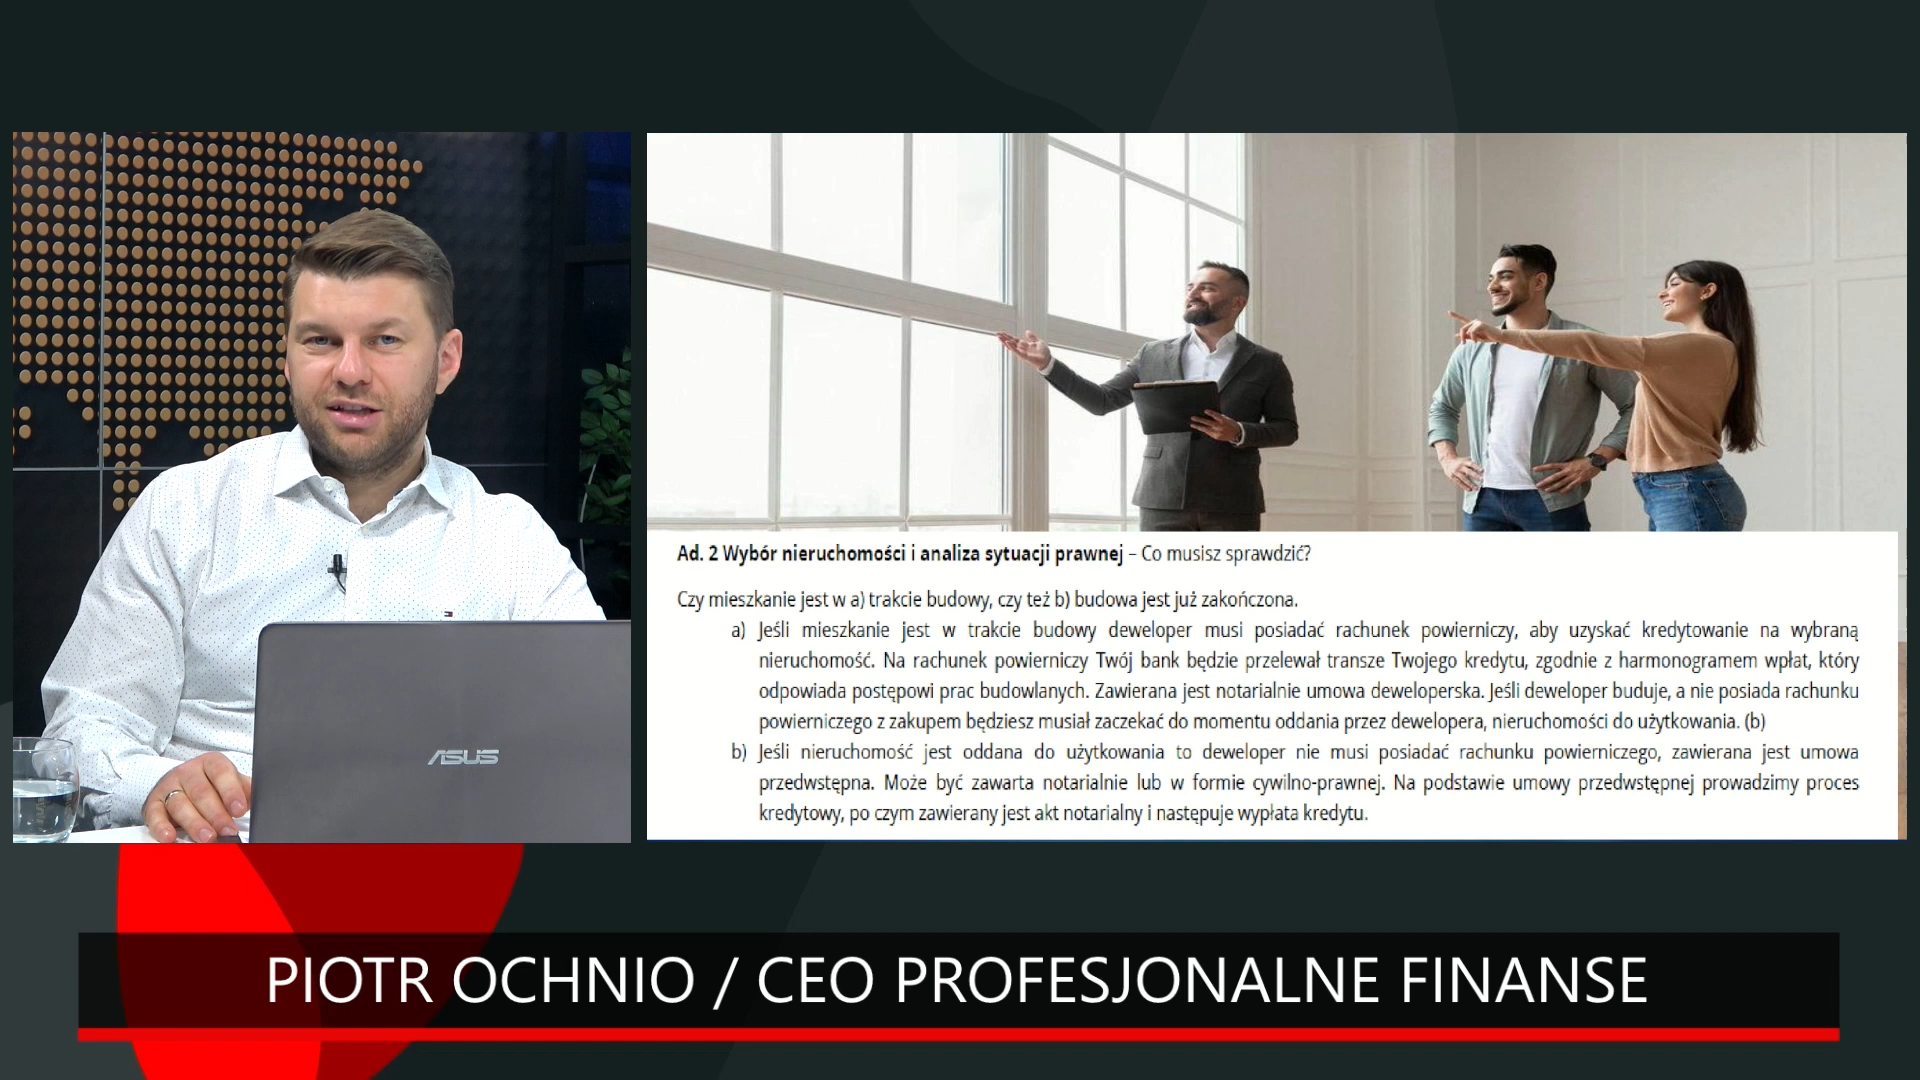 Ad. 2 Wybór nieruchomości i analiza sytuacji prawnej – Co musisz sprawdzić?
Czy mieszkanie jest w a) trakcie budowy, czy też b) budowa jest już zakończona.
a) Jeśli mieszkanie jest w trakcie budowy deweloper musi posiadać rachunek powierniczy, aby uzyskać kredytowanie na wybraną
nieruchomość. Na rachunek powierniczy Twój bank będzie przelewał transze Twojego kredytu, zgodnie z harmonogramem wpłat, który
odpowiada postępowi prac budowlanych. Zawierana jest notarialnie umowa deweloperska. Jeśli deweloper buduje, a nie posiada rachunku
powierniczego z zakupem będziesz musiał zaczekać do momentu oddania przez dewelopera, nieruchomości do użytkowania. (b)
b) Jeśli nieruchomość jest oddana do użytkowania to deweloper nie musi posiadać rachunku powierniczego, zawierana jest umowa
przedwstępna. Może być zawarta notarialnie lub w formie cywilno-prawnej. Na podstawie umowy przedwstępnej prowadzimy proces
kredytowy, po czym zawierany jest akt notarialny i następuje wypłata kredytu.
ASUS
PIOTR OCHNIO / CEO PROFESJONALNE FINANSE